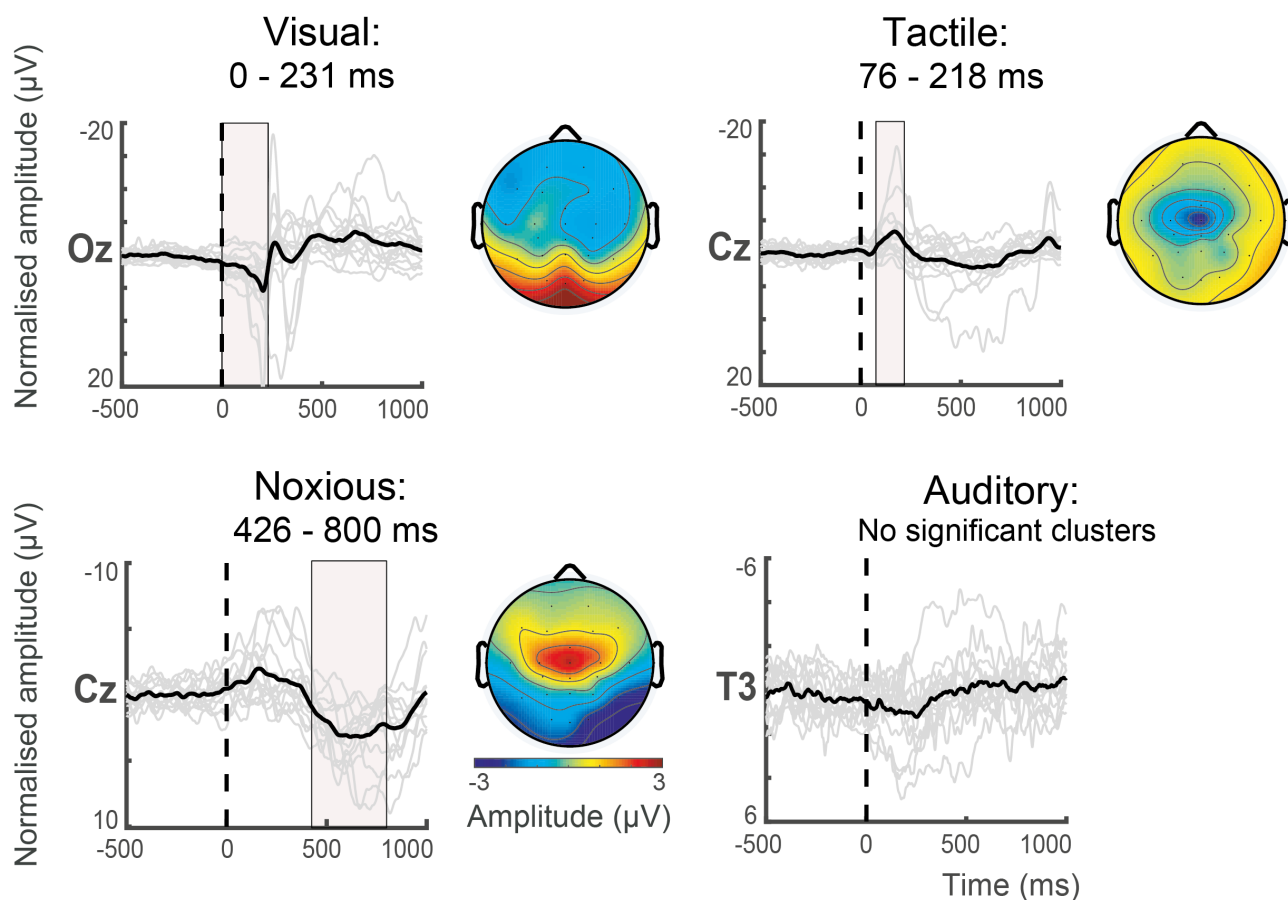 Visual:
0 - 231 ms
Normalised amplitude (µV)
-20
Oz
20
-500
0
500
1000
Tactile:
76 - 218 ms
-20
Cz
20
-500
0
500
1000
Noxious:
426 - 800 ms
Normalised amplitude (µV)
-10
Cz
10
-500
0
500
1000
-3
3
Amplitude (µV)
Auditory:
No significant clusters
-6
T3
6
-500
0
500
1000
Time (ms)